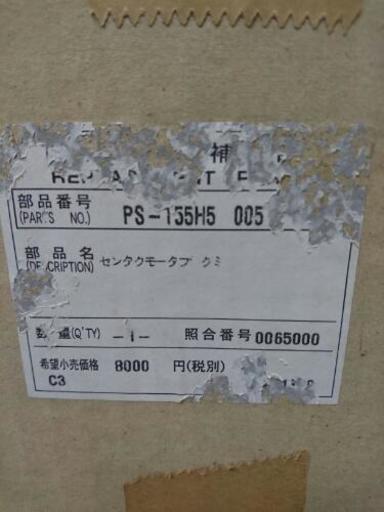 補
部品番号
(PARTS NO.) PS-155H5 005
部品名
(DESCRIPTION) センタクモータブ クミ
数量(Q'TY) -1- 照合番号 0065000
希望小売価格 8000 円(税別)
C3